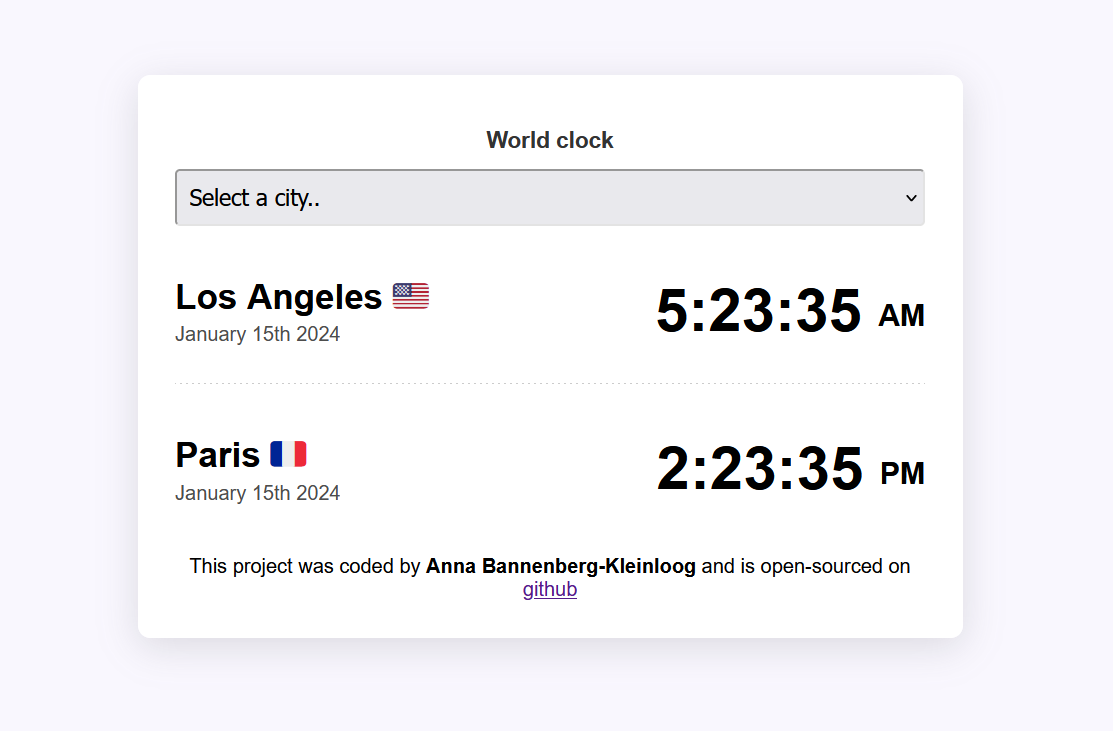 World clock
Select a city..
Los Angeles
January 15th 2024
5:23:35 AM
Paris
January 15th 2024
2:23:35 PM
This project was coded by Anna Bannenberg-Kleinloog and is open-sourced on
github